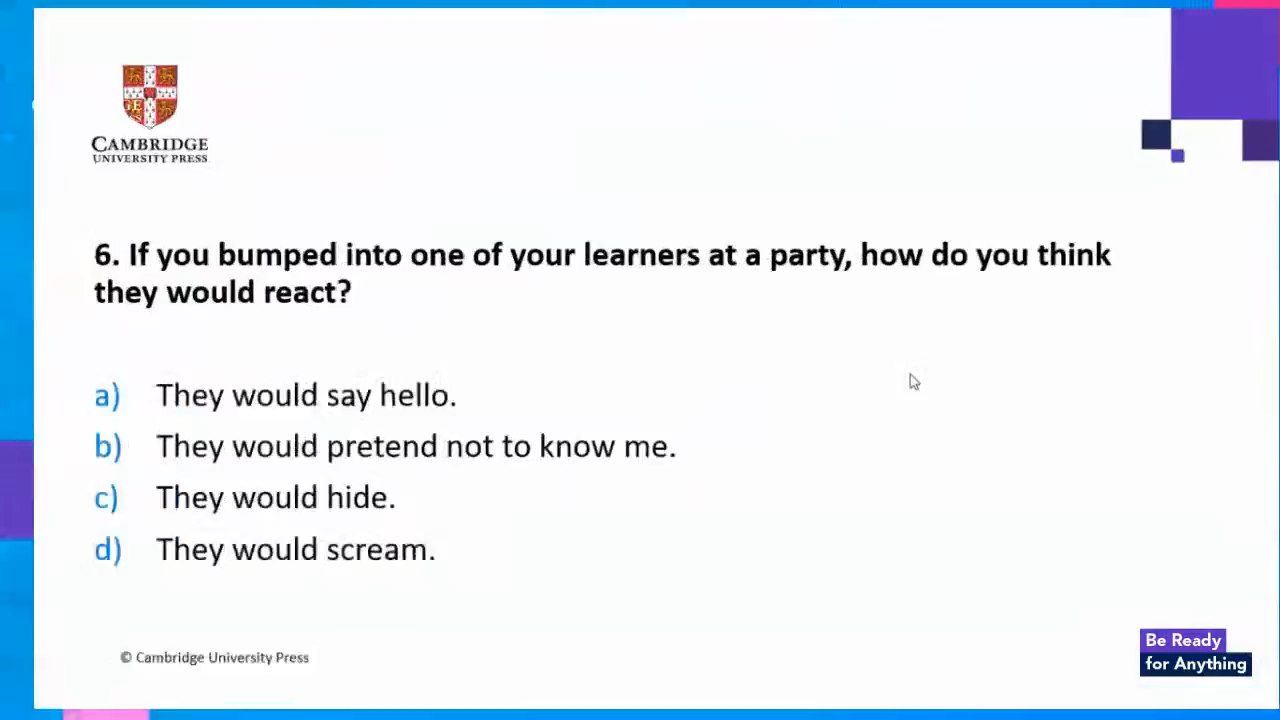 CAMBRIDGE
UNIVERSITY PRESS
6. If you bumped into one of your learners at a party, how do you think
they would react?
a) They would say hello.
b) They would pretend not to know me.
c) They would hide.
d) They would scream.
© Cambridge University Press
Be Ready
for Anything